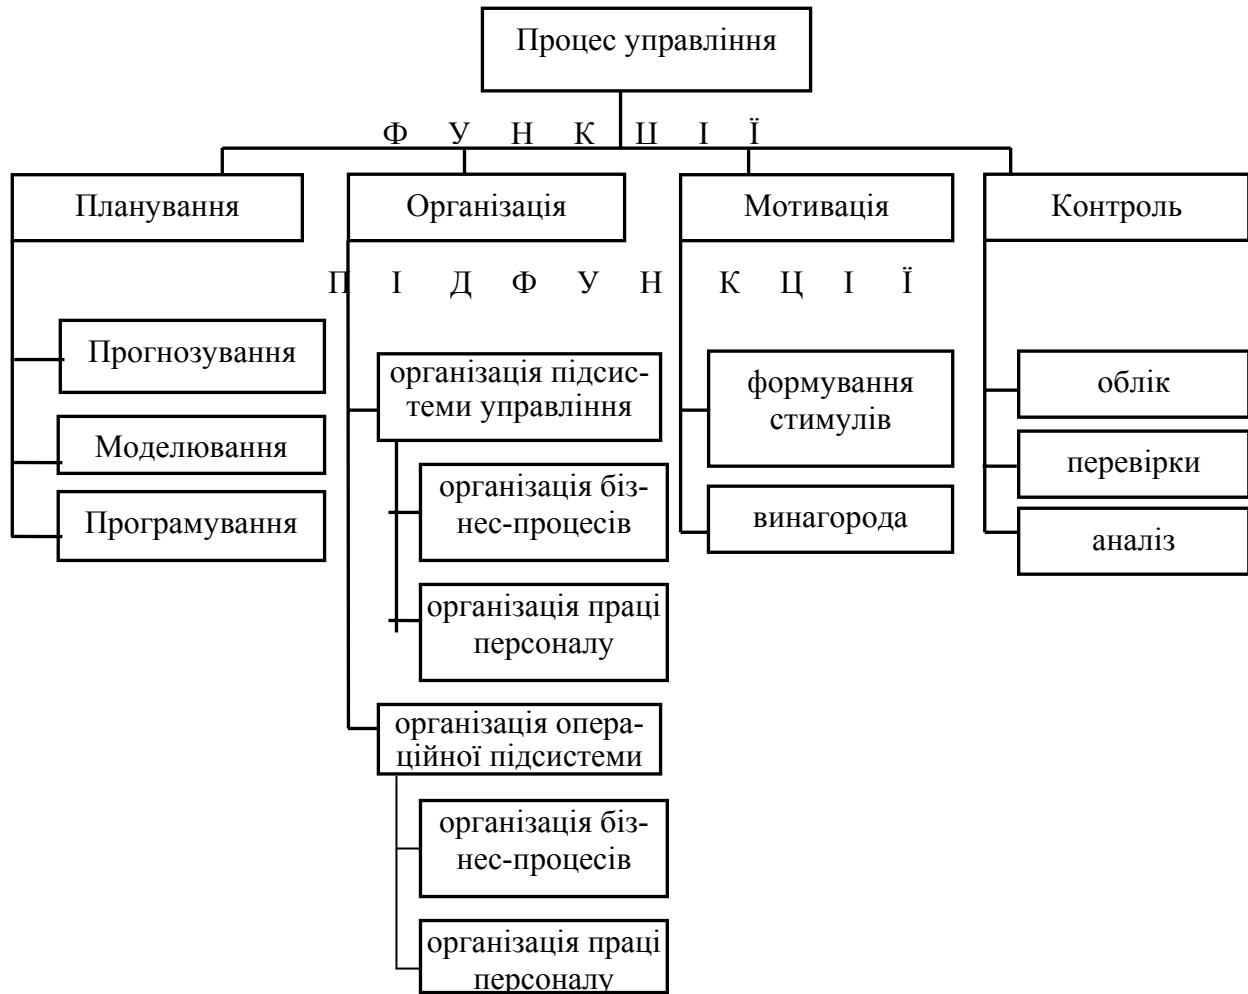 Процес управління
Ф У Н К Ц І Ї
Планування
Організація
Мотивація
Контроль
П І Д Ф У Н К Ц І Ї
Прогнозування
Моделювання
Програмування
організація підсис-
теми управління
організація біз-
нес-процесів
організація праці
персоналу
організація опера-
ційної підсистеми
організація біз-
нес-процесів
організація праці
персоналу
формування
стимулів
винагорода
облік
перевірки
аналіз